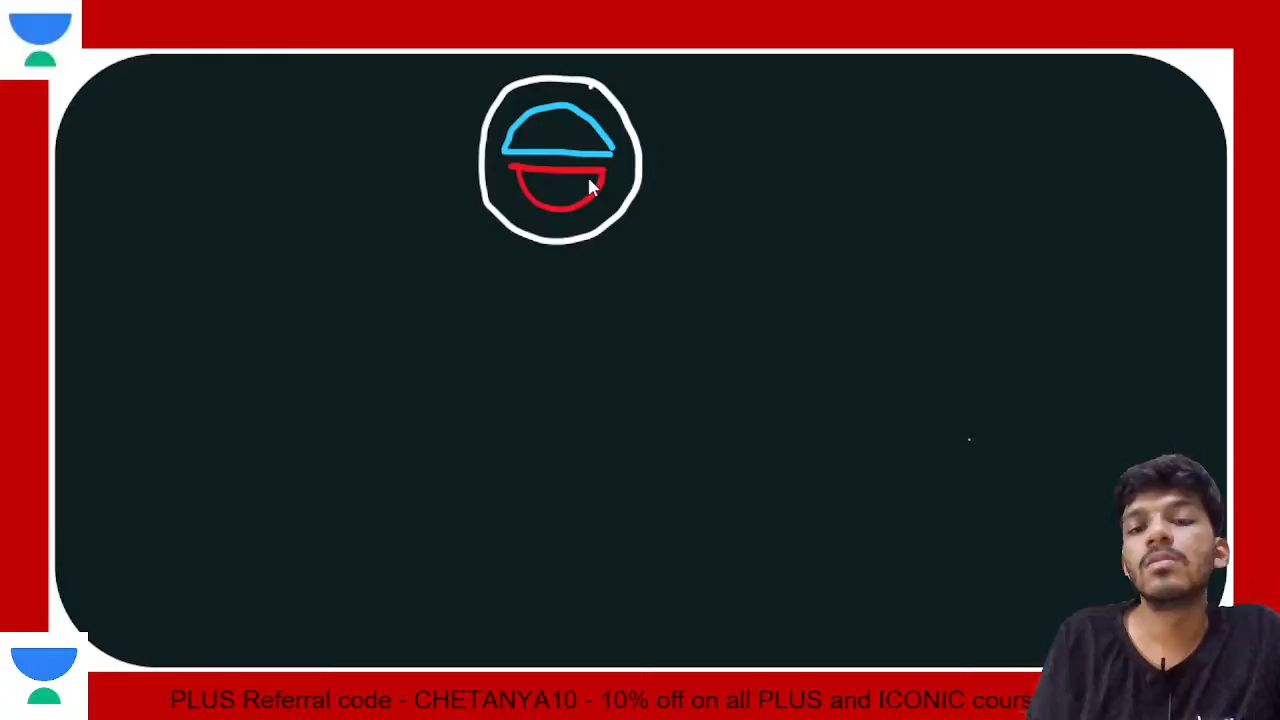 PLUS Referral code - CHETANYA10 - 10% off on all PLUS and ICONIC cours